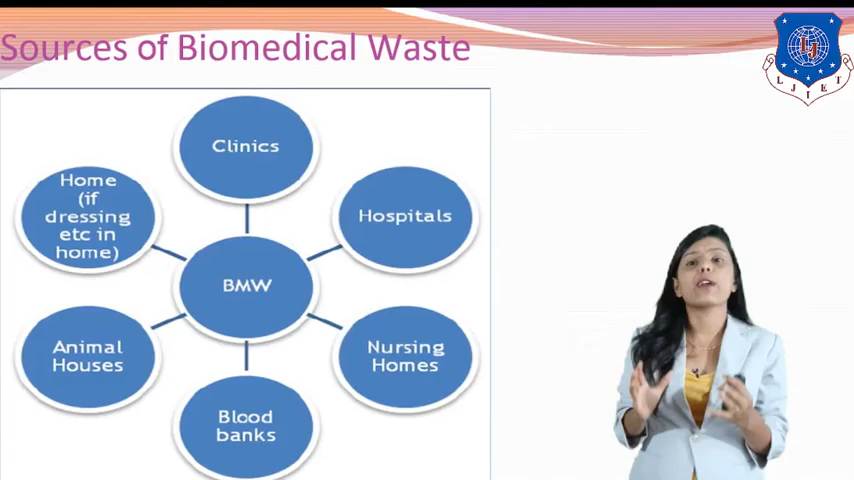 Sources of Biomedical Waste
LJIET
LJ
Clinics
Home
(if
dressing
etc in
home)
Hospitals
BMW
Animal
Houses
Nursing
Homes
Blood
banks